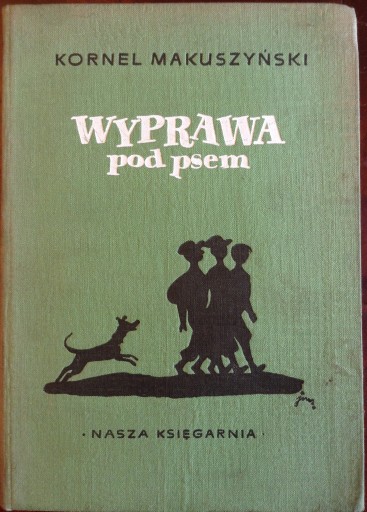 KORNEL MAKUSZYŃSKI
WYPRAWA
pod psem
· NASZA KSIĘGARNIA ·